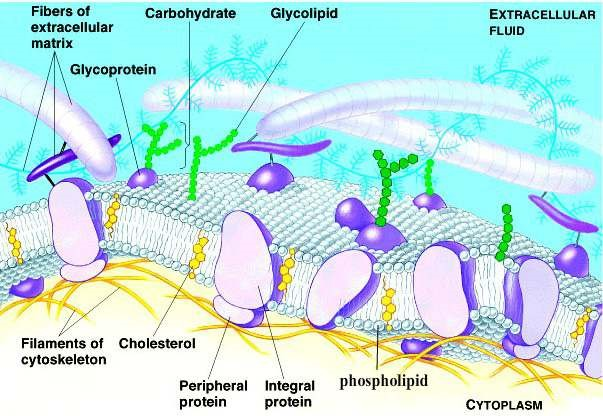 Fibers of
extracellular
matrix
Carbohydrate
Glycolipid
EXTRACELLULAR
FLUID
Glycoprotein
Filaments of
cytoskeleton
Cholesterol
Peripheral
protein
Integral
protein
phospholipid
CYTOPLASM